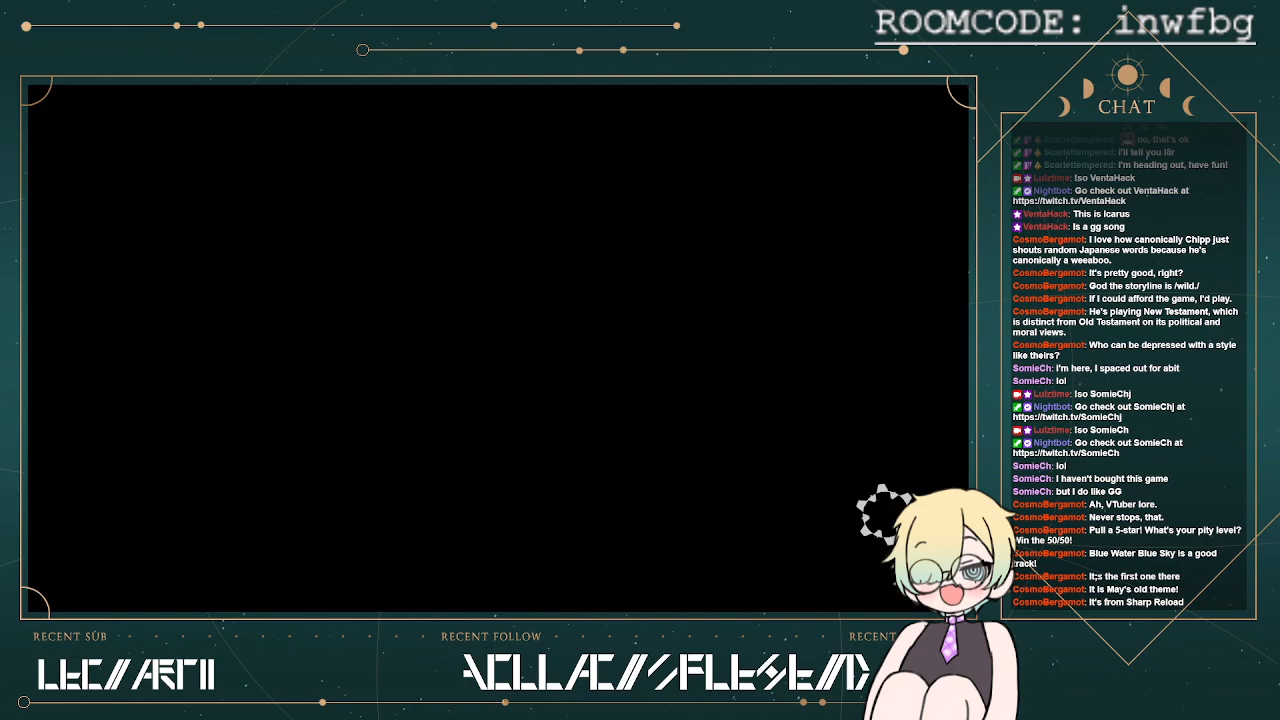 ROOMCODE: inwfbg
CHAT
Scarlettempered: no, that's ok
Scarlettempered: I'll tell you l8r
Scarlettempered: I'm heading out, have fun!
Lulztime: !so VentaHack
Nightbot: Go check out VentaHack at
https://twitch.tv/VentaHack
VentaHack: This is Icarus
VentaHack: Is a gg song
CosmoBergamot: I love how canonically Chipp just
shouts random Japanese words because he's
canonically a weeaboo.
CosmoBergamot: It's pretty good, right?
CosmoBergamot: God the storyline is /wild./
CosmoBergamot: If I could afford the game, I'd play.
CosmoBergamot: He's playing New Testament, which
is distinct from Old Testament on its political and
moral views.
CosmoBergamot: Who can be depressed with a style
like theirs?
SomieCh: I'm here, I spaced out for abit
SomieCh: lol
Lulztime: !so SomieChj
Nightbot: Go check out SomieChj at
https://twitch.tv/SomieChj
Lulztime: !so SomieCh
Nightbot: Go check out SomieCh at
https://twitch.tv/SomieCh
SomieCh: lol
SomieCh: I haven't bought this game
SomieCh: but I do like GG
CosmoBergamot: Ah, VTuber lore.
CosmoBergamot: Never stops, that.
CosmoBergamot: Pull a 5-star! What's your pity level?
Win the 50/50!
CosmoBergamot: Blue Water Blue Sky is a good
track!
CosmoBergamot: It;s the first one there
CosmoBergamot: It is May's old theme!
CosmoBergamot: It's from Sharp Reload
RECENT SUB
RECENT FOLLOW
RECENT